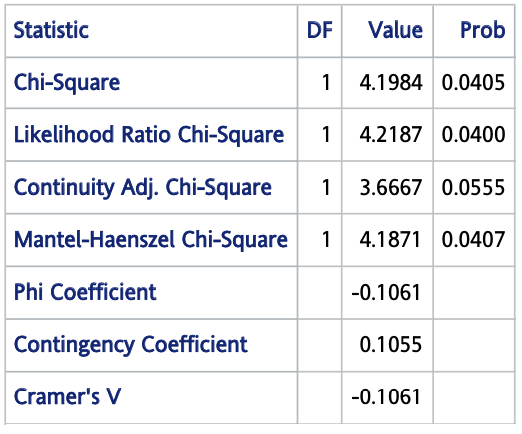 Statistic DF Value Prob
Chi-Square 1 4.1984 0.0405
Likelihood Ratio Chi-Square 1 4.2187 0.0400
Continuity Adj. Chi-Square 1 3.6667 0.0555
Mantel-Haenszel Chi-Square 1 4.1871 0.0407
Phi Coefficient -0.1061
Contingency Coefficient 0.1055
Cramer's V -0.1061